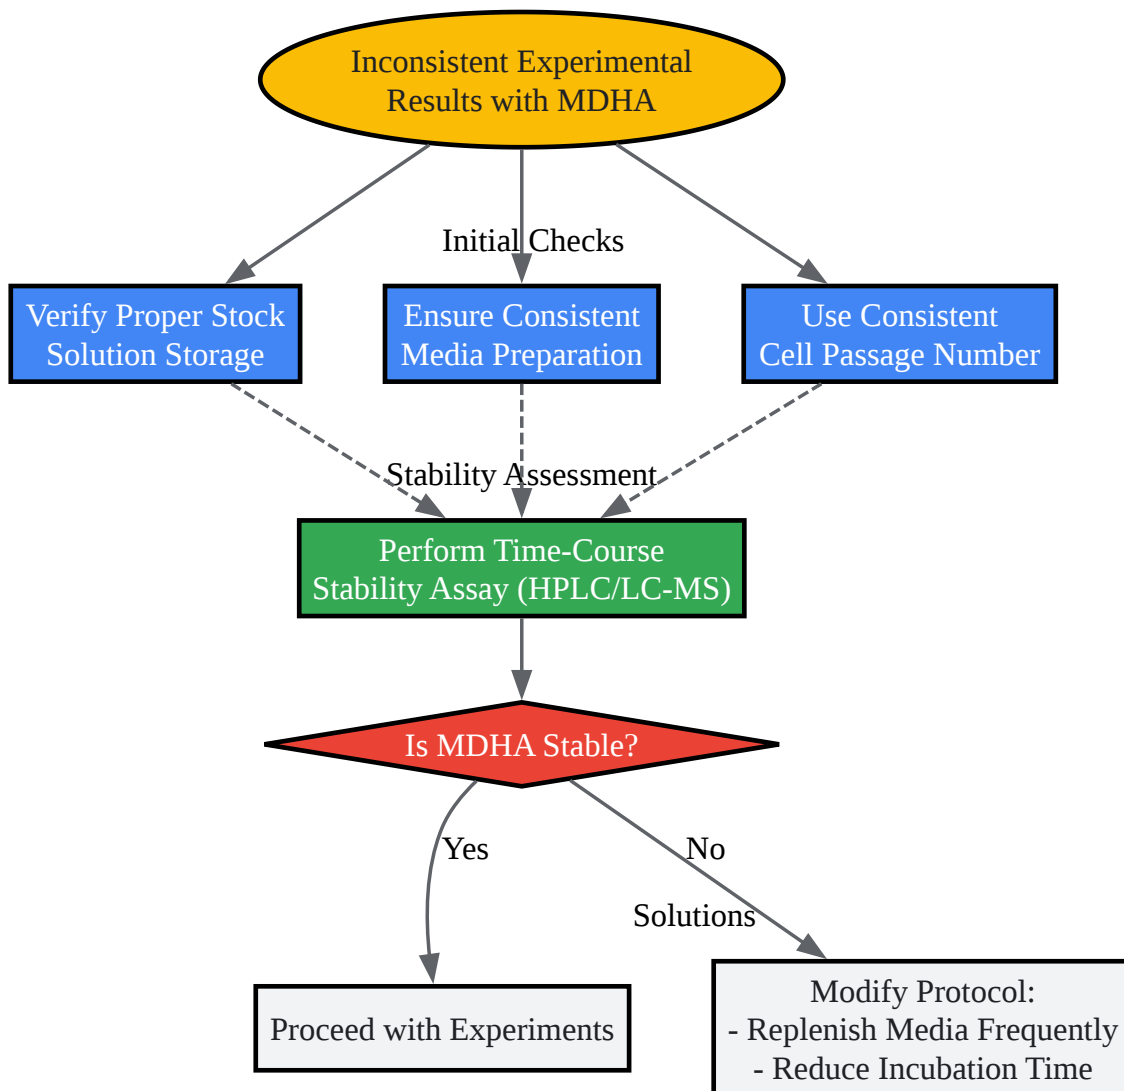 Inconsistent Experimental
Results with MDHA
Initial Checks
Verify Proper Stock
Solution Storage
Ensure Consistent
Media Preparation
Use Consistent
Cell Passage Number
Stability Assessment
Perform Time-Course
Stability Assay (HPLC/LC-MS)
Is MDHA Stable?
Yes
No
Solutions
Proceed with Experiments
Modify Protocol:
- Replenish Media Frequently
- Reduce Incubation Time